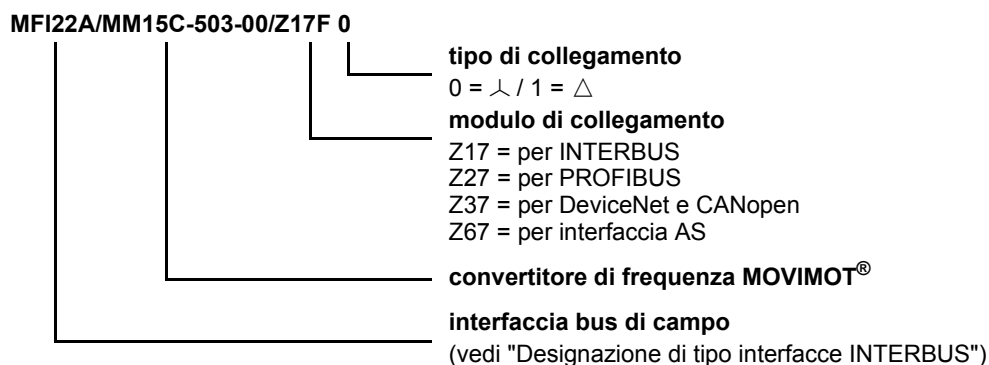 MFI22A/MM15C-503-00/Z17F 0
tipo di collegamento
0 = ⅄ / 1 = △
modulo di collegamento
Z17 = per INTERBUS
Z27 = per PROFIBUS
Z37 = per DeviceNet e CANopen
Z67 = per interfaccia AS
convertitore di frequenza MOVIMOT®
interfaccia bus di campo
(vedi "Designazione di tipo interfacce INTERBUS")